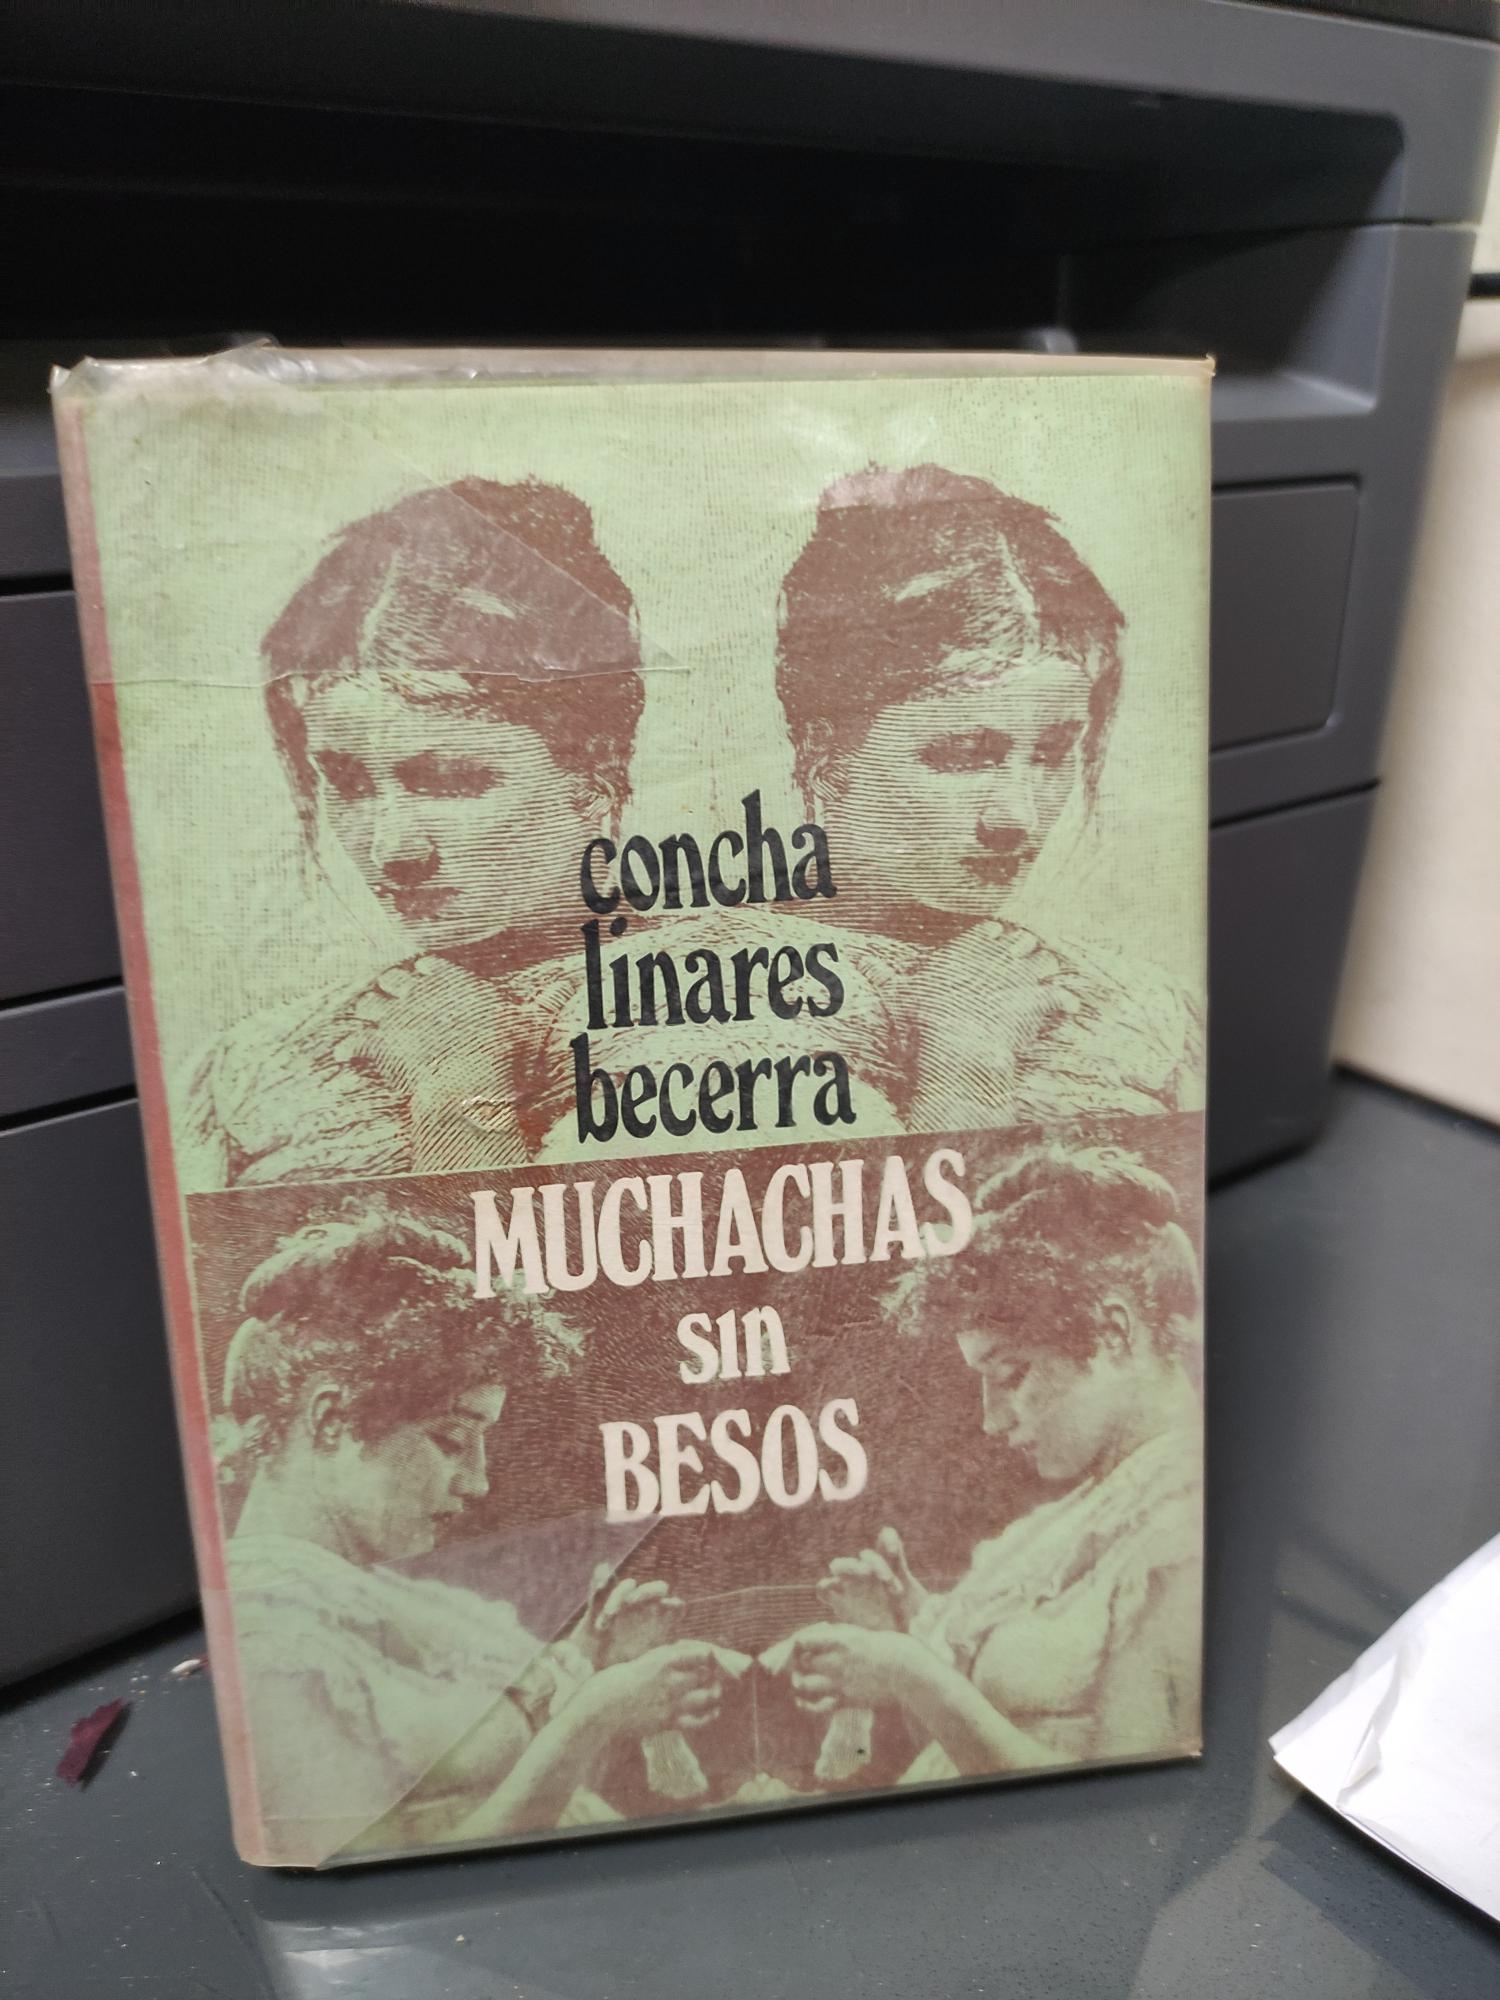 concha
linares
becerra
MUCHACHAS
sin
BESOS